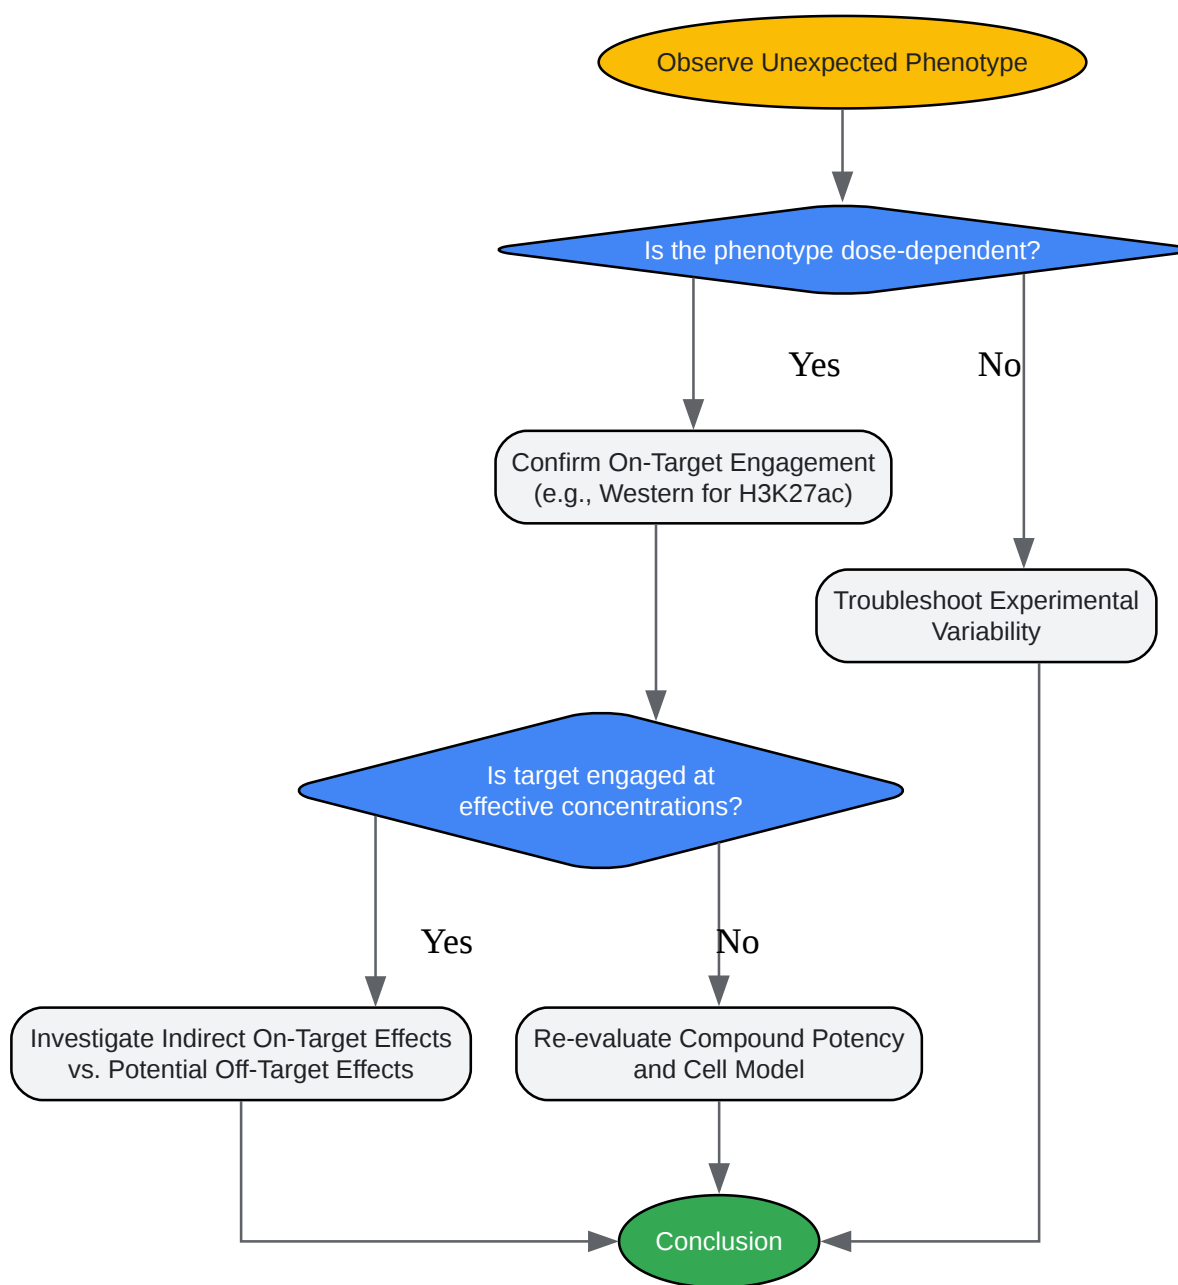 Observe Unexpected Phenotype
Is the phenotype dose-dependent?
Yes
No
Confirm On-Target Engagement
(e.g., Western for H3K27ac)
Troubleshoot Experimental
Variability
Is target engaged at
effective concentrations?
Yes
No
Investigate Indirect On-Target Effects
vs. Potential Off-Target Effects
Re-evaluate Compound Potency
and Cell Model
Conclusion